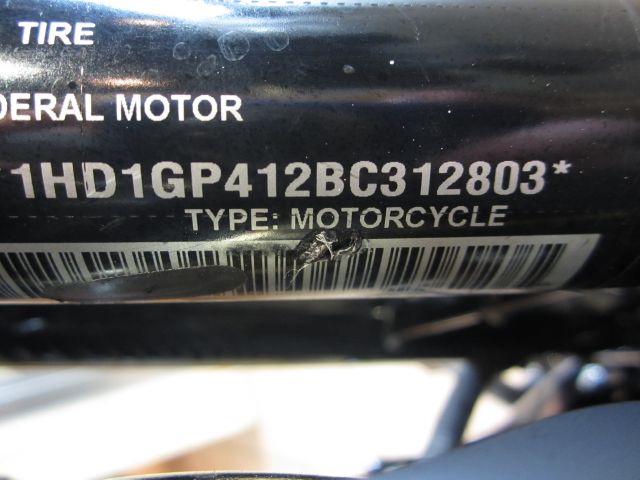 TIRE
DERAL MOTOR
1HD1GP412BC312803*
TYPE: MOTORCYCLE